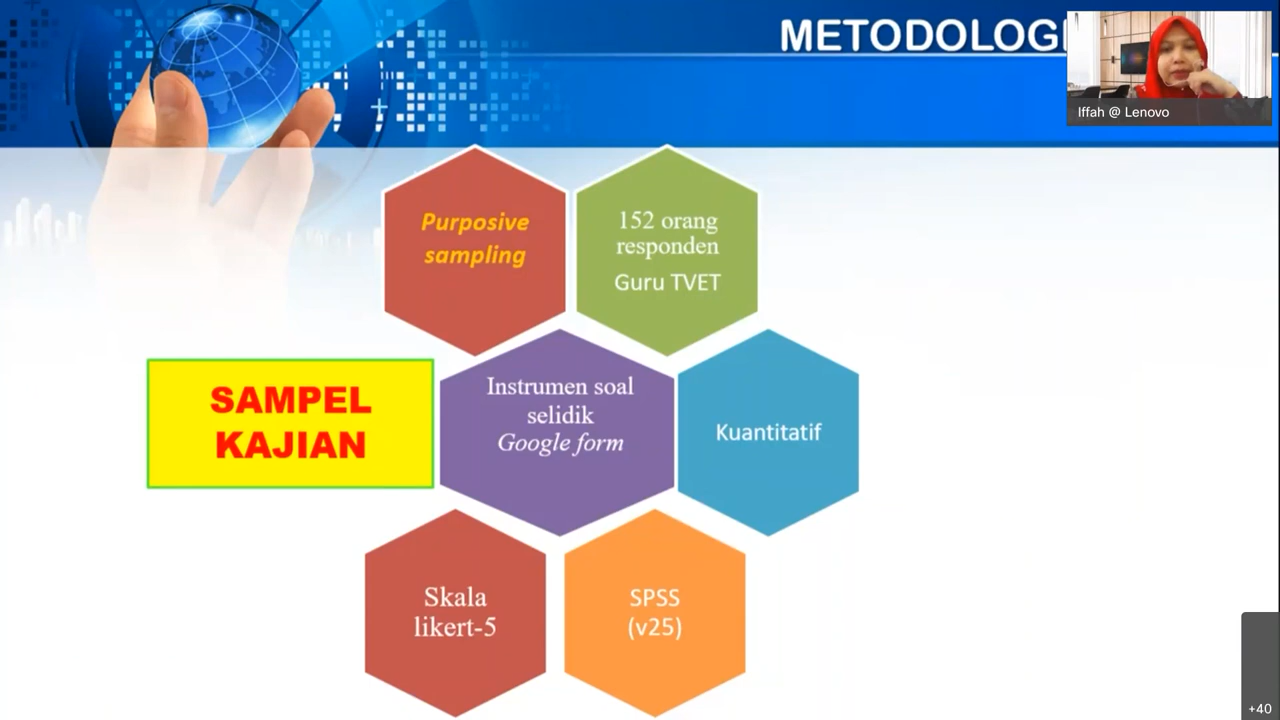 METODOLOGI
Iffah @ Lenovo
Purposive
sampling
152 orang
responden
Guru TVET
SAMPEL
KAJIAN
Instrumen soal
selidik
Google form
Kuantitatif
Skala
likert-5
SPSS
(v25)
+40